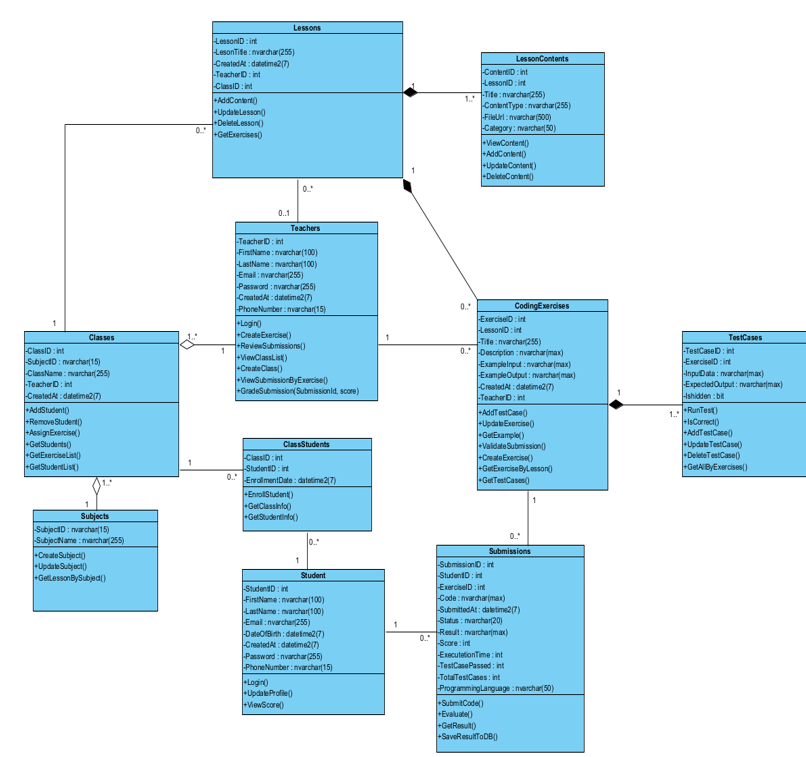 Lessons
-LessonID : int
-LesonTitle : nvarchar(255)
-CreatedAt : datetime2(7)
-TeacherID : int
-ClassID : int
+AddContent()
+UpdateLesson()
+DeleteLesson()
+GetExercises()
LessonContents
-ContentID : int
-LessonID : int
-Title : nvarchar(255)
-ContentType : nvarchar(255)
-FileUrl : nvarchar(500)
-Category : nvarchar(50)
+ViewContent()
+AddContent()
+UpdateContent()
+DeleteContent()
1
1..*
0..*
1
0..*
0..1
1
0..*
Teachers
-TeacherID : int
-FirstName : nvarchar(100)
-LastName : nvarchar(100)
-Email : nvarchar(255)
-Password : nvarchar(255)
-CreatedAt : datetime2(7)
-PhoneNumber : nvarchar(15)
+Login()
+CreateExercise()
+ReviewSubmissions()
+ViewClassList()
+CreateClass()
+ViewSubmissionByExercise()
+GradeSubmission(SubmissionId, score)
1
0..*
CodingExercises
-ExerciseID : int
-LessonID : int
-Title : nvarchar(255)
-Description : nvarchar(max)
-ExampleInput : nvarchar(max)
-ExampleOutput : nvarchar(max)
-CreatedAt : datetime2(7)
-TeacherID : int
+AddTestCase()
+UpdateExercise()
+GetExample()
+ValidateSubmission()
+CreateExercise()
+GetExerciseByLesson()
+GetTestCases()
1
1..*
TestCases
-TestCaseID : int
-ExerciseID : int
-InputData : nvarchar(max)
-ExpectedOutput : nvarchar(max)
-Ishidden : bit
+RunTest()
+IsCorrect()
+AddTestCase()
+UpdateTestCase()
+DeleteTestCase()
+GetAllByExercises()
Classes
-ClassID : int
-SubjectID : nvarchar(15)
-ClassName : nvarchar(255)
-TeacherID : int
-CreatedAt : datetime2(7)
+AddStudent()
+RemoveStudent()
+AssignExercise()
+GetStudents()
+GetExerciseList()
+GetStudentList()
1..*
1
1
0..*
1..*
1
ClassStudents
-ClassID : int
-StudentID : int
-EnrollmentDate : datetime2(7)
+EnrollStudent()
+GetClassInfo()
+GetStudentInfo()
0..*
1
Subjects
-SubjectID : nvarchar(15)
-SubjectName : nvarchar(255)
+CreateSubject()
+UpdateSubject()
+GetLessonBySubject()
1
0..*
Student
-StudentID : int
-FirstName : nvarchar(100)
-LastName : nvarchar(100)
-Email : nvarchar(255)
-DateOfBirth : datetime2(7)
-CreatedAt : datetime2(7)
-Password : nvarchar(255)
-PhoneNumber : nvarchar(15)
+Login()
+UpdateProfile()
+ViewScore()
1
0..*
Submissions
-SubmissionID : int
-StudentID : int
-ExerciseID : int
-Code : nvarchar(max)
-SubmittedAt : datetime2(7)
-Status : nvarchar(20)
-Result : nvarchar(max)
-Score : int
-ExecutetionTime : int
-TestCasePassed : int
-TotalTestCases : int
-ProgrammingLanguage : nvarchar(50)
+SubmitCode()
+Evaluate()
+GetResult()
+SaveResultToDB()